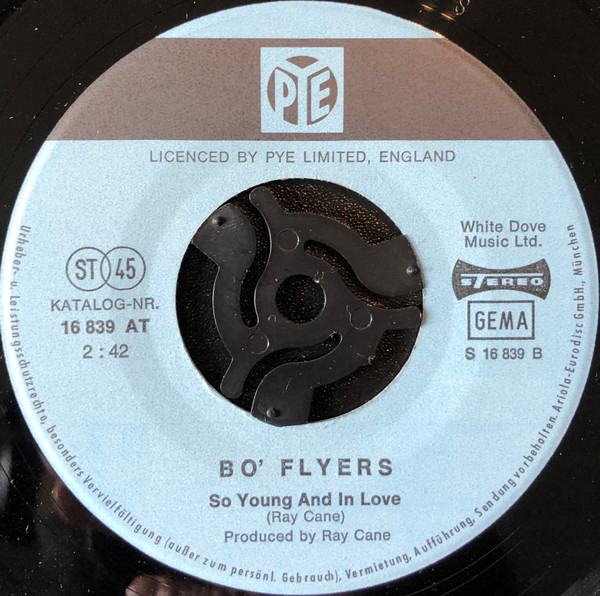 PYE
LICENCED BY PYE LIMITED, ENGLAND
ST 45
KATALOG-NR.
16 839 AT
2 : 42
White Dove
Music Ltd.
STEREO
GEMA
S 16 839 B
BO' FLYERS
So Young And In Love
(Ray Cane)
Produced by Ray Cane
Urheber- u. Leistungsschutzrechte, besonders Vervielfältigung (außer zum persönl. Gebrauch), Vermietung, Aufführung, Sendung vorbehalten. Ariola-Eurodisc GmbH., München